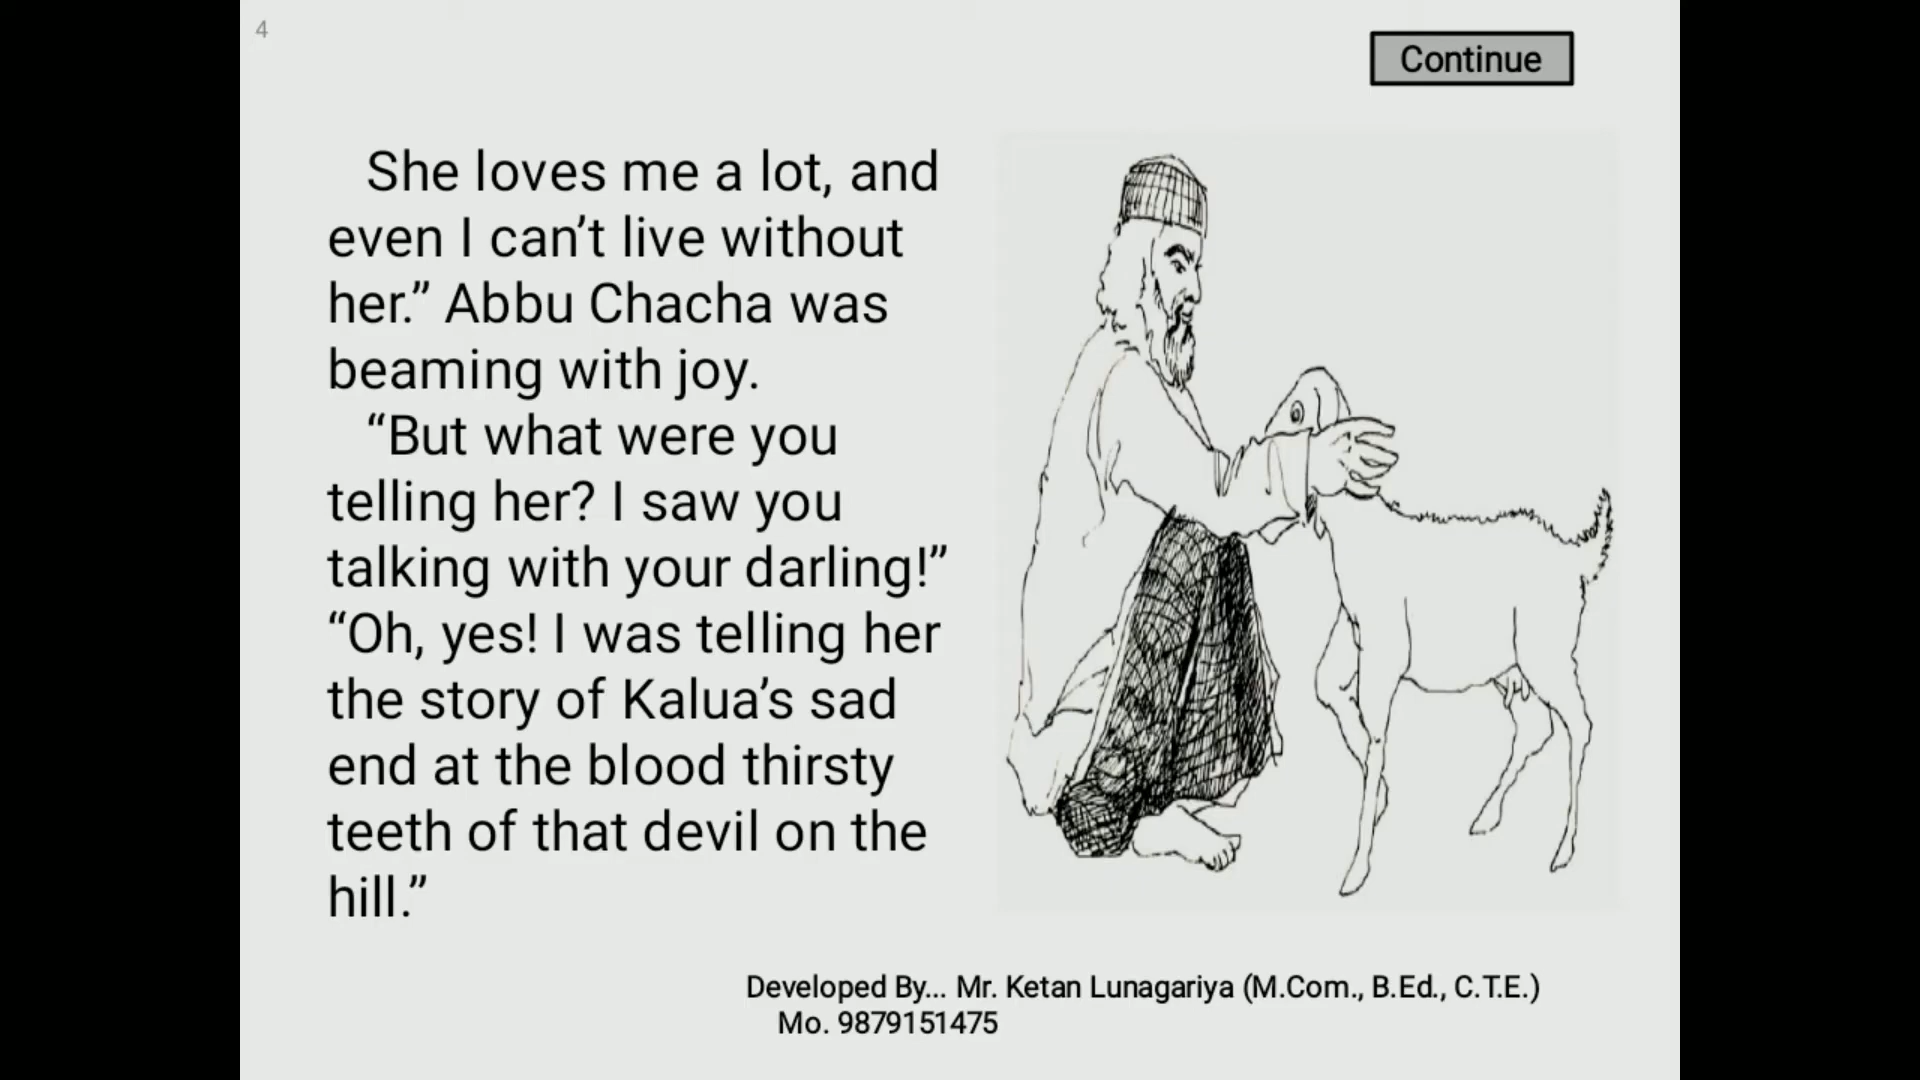 4
Continue
She loves me a lot, and
even I can’t live without
her.” Abbu Chacha was
beaming with joy.
“But what were you
telling her? I saw you
talking with your darling!”
“Oh, yes! I was telling her
the story of Kalua’s sad
end at the blood thirsty
teeth of that devil on the
hill.”
Developed By... Mr. Ketan Lunagariya (M.Com., B.Ed., C.T.E.)
Mo. 9879151475